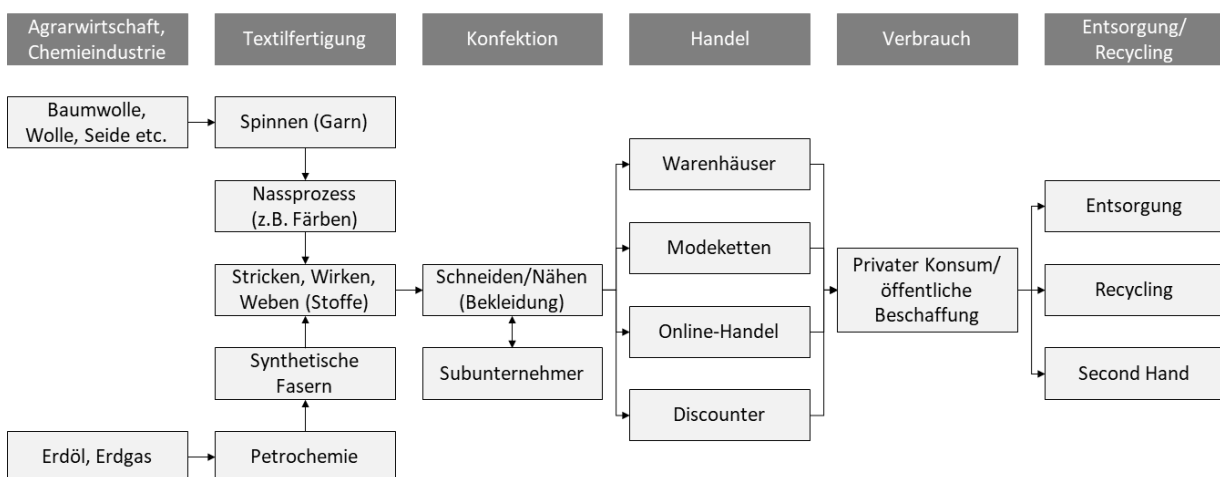 Agrarwirtschaft,
Chemieindustrie
Textilfertigung
Konfektion
Handel
Verbrauch
Entsorgung/
Recycling
Baumwolle,
Wolle, Seide etc.
Spinnen (Garn)
Nassprozess
(z.B. Färben)
Stricken, Wirken,
Weben (Stoffe)
Synthetische
Fasern
Erdöl, Erdgas
Petrochemie
Schneiden/Nähen
(Bekleidung)
Subunternehmer
Warenhäuser
Modeketten
Online-Handel
Discounter
Privater Konsum/
öffentliche
Beschaffung
Entsorgung
Recycling
Second Hand